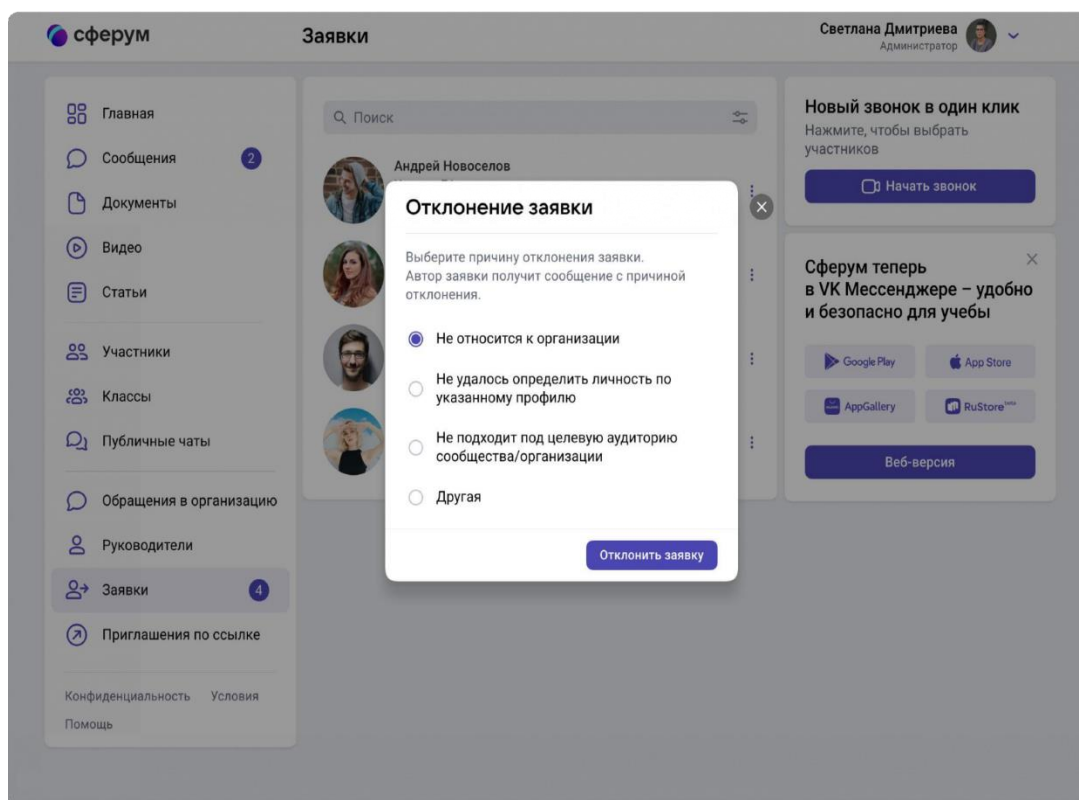 сферум
Заявки
Светлана Дмитриева
Администратор
Главная
Сообщения 2
Документы
Видео
Статьи
Участники
Классы
Публичные чаты
Обращения в организацию
Руководители
Заявки 4
Приглашения по ссылке
Конфиденциальность Условия
Помощь
Поиск
Андрей Новоселов
Отклонение заявки
Выберите причину отклонения заявки.
Автор заявки получит сообщение с причиной
отклонения.
Не относится к организации
Не удалось определить личность по
указанному профилю
Не подходит под целевую аудиторию
сообщества/организации
Другая
Отклонить заявку
Новый звонок в один клик
Нажмите, чтобы выбрать
участников
Начать звонок
Сферум теперь
в VK Мессенджере – удобно
и безопасно для учебы
Google Play App Store
AppGallery RuStore
Веб-версия